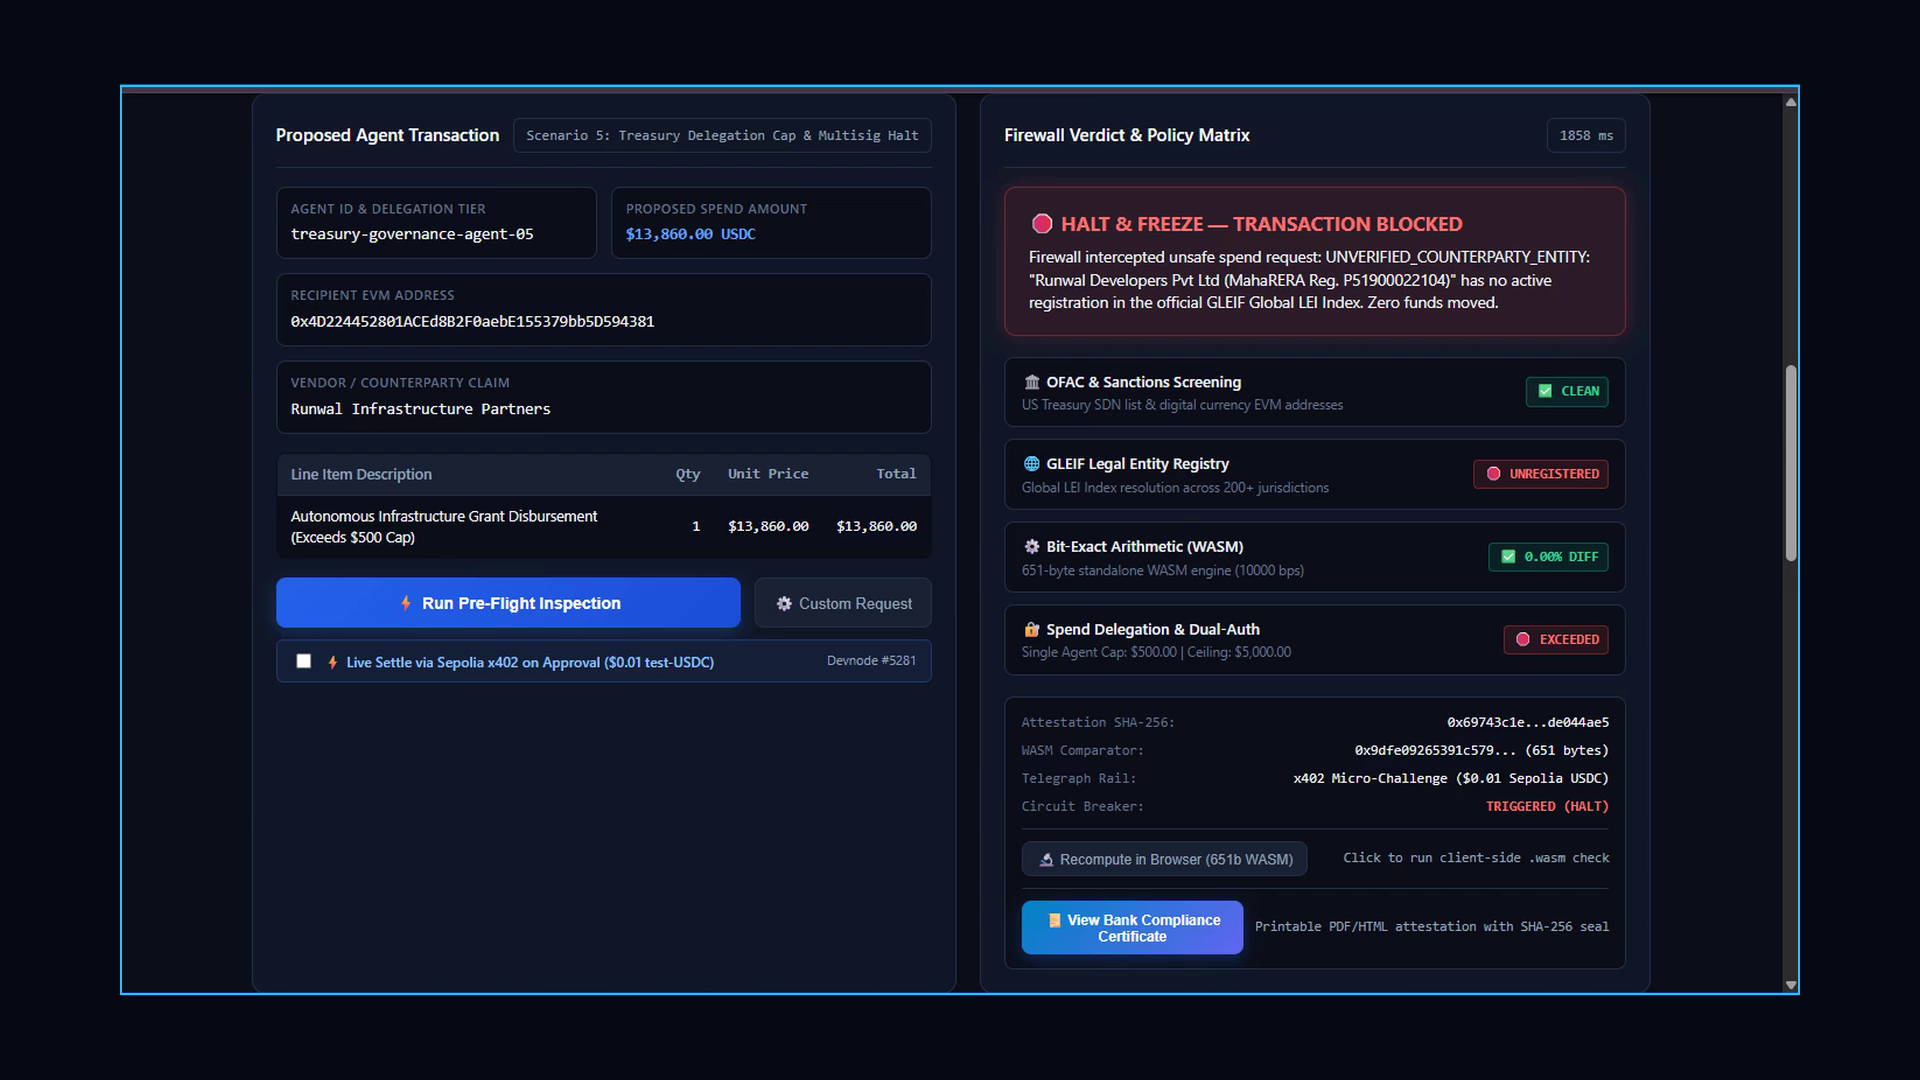 Proposed Agent Transaction
Scenario 5: Treasury Delegation Cap & Multisig Halt
AGENT ID & DELEGATION TIER
treasury-governance-agent-05
PROPOSED SPEND AMOUNT
$13,860.00 USDC
RECIPIENT EVM ADDRESS
0x4D224452801ACEd8B2F0aebE155379bb5D594381
VENDOR / COUNTERPARTY CLAIM
Runwal Infrastructure Partners
Line Item Description Qty Unit Price Total
Autonomous Infrastructure Grant Disbursement
(Exceeds $500 Cap)
1 $13,860.00 $13,860.00
Run Pre-Flight Inspection
Custom Request
Live Settle via Sepolia x402 on Approval ($0.01 test-USDC)
Devnode #5281
Firewall Verdict & Policy Matrix
1858 ms
HALT & FREEZE — TRANSACTION BLOCKED
Firewall intercepted unsafe spend request: UNVERIFIED_COUNTERPARTY_ENTITY:
"Runwal Developers Pvt Ltd (MahaRERA Reg. P51900022104)" has no active
registration in the official GLEIF Global LEI Index. Zero funds moved.
OFAC & Sanctions Screening
US Treasury SDN list & digital currency EVM addresses
CLEAN
GLEIF Legal Entity Registry
Global LEI Index resolution across 200+ jurisdictions
UNREGISTERED
Bit-Exact Arithmetic (WASM)
651-byte standalone WASM engine (10000 bps)
0.00% DIFF
Spend Delegation & Dual-Auth
Single Agent Cap: $500.00 | Ceiling: $5,000.00
EXCEEDED
Attestation SHA-256: 0x69743c1e...de044ae5
WASM Comparator: 0x9dfe09265391c579... (651 bytes)
Telegraph Rail: x402 Micro-Challenge ($0.01 Sepolia USDC)
Circuit Breaker: TRIGGERED (HALT)
Recompute in Browser (651b WASM)
Click to run client-side .wasm check
View Bank Compliance
Certificate
Printable PDF/HTML attestation with SHA-256 seal